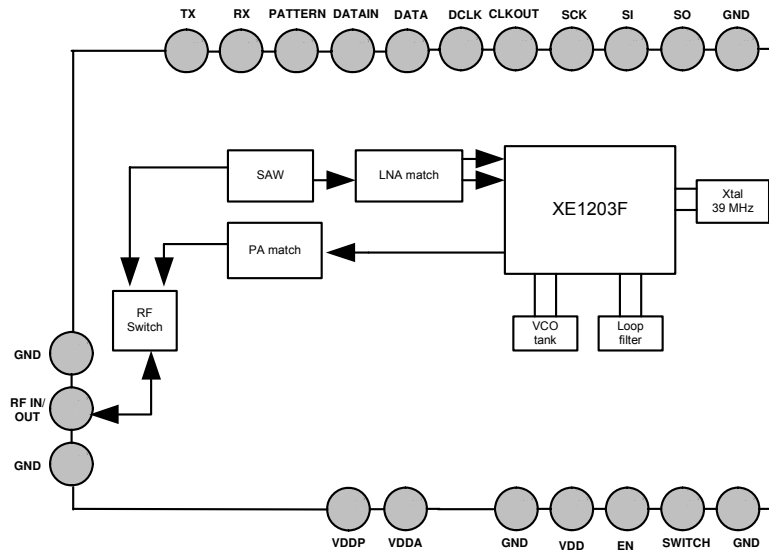 TX
RX
PATTERN
DATAIN
DATA
DCLK
CLKOUT
SCK
SI
SO
GND
SAW
LNA match
XE1203F
Xtal
39 MHz
PA match
RF
Switch
VCO
tank
Loop
filter
GND
RF IN/
OUT
GND
VDDP
VDDA
GND
VDD
EN
SWITCH
GND